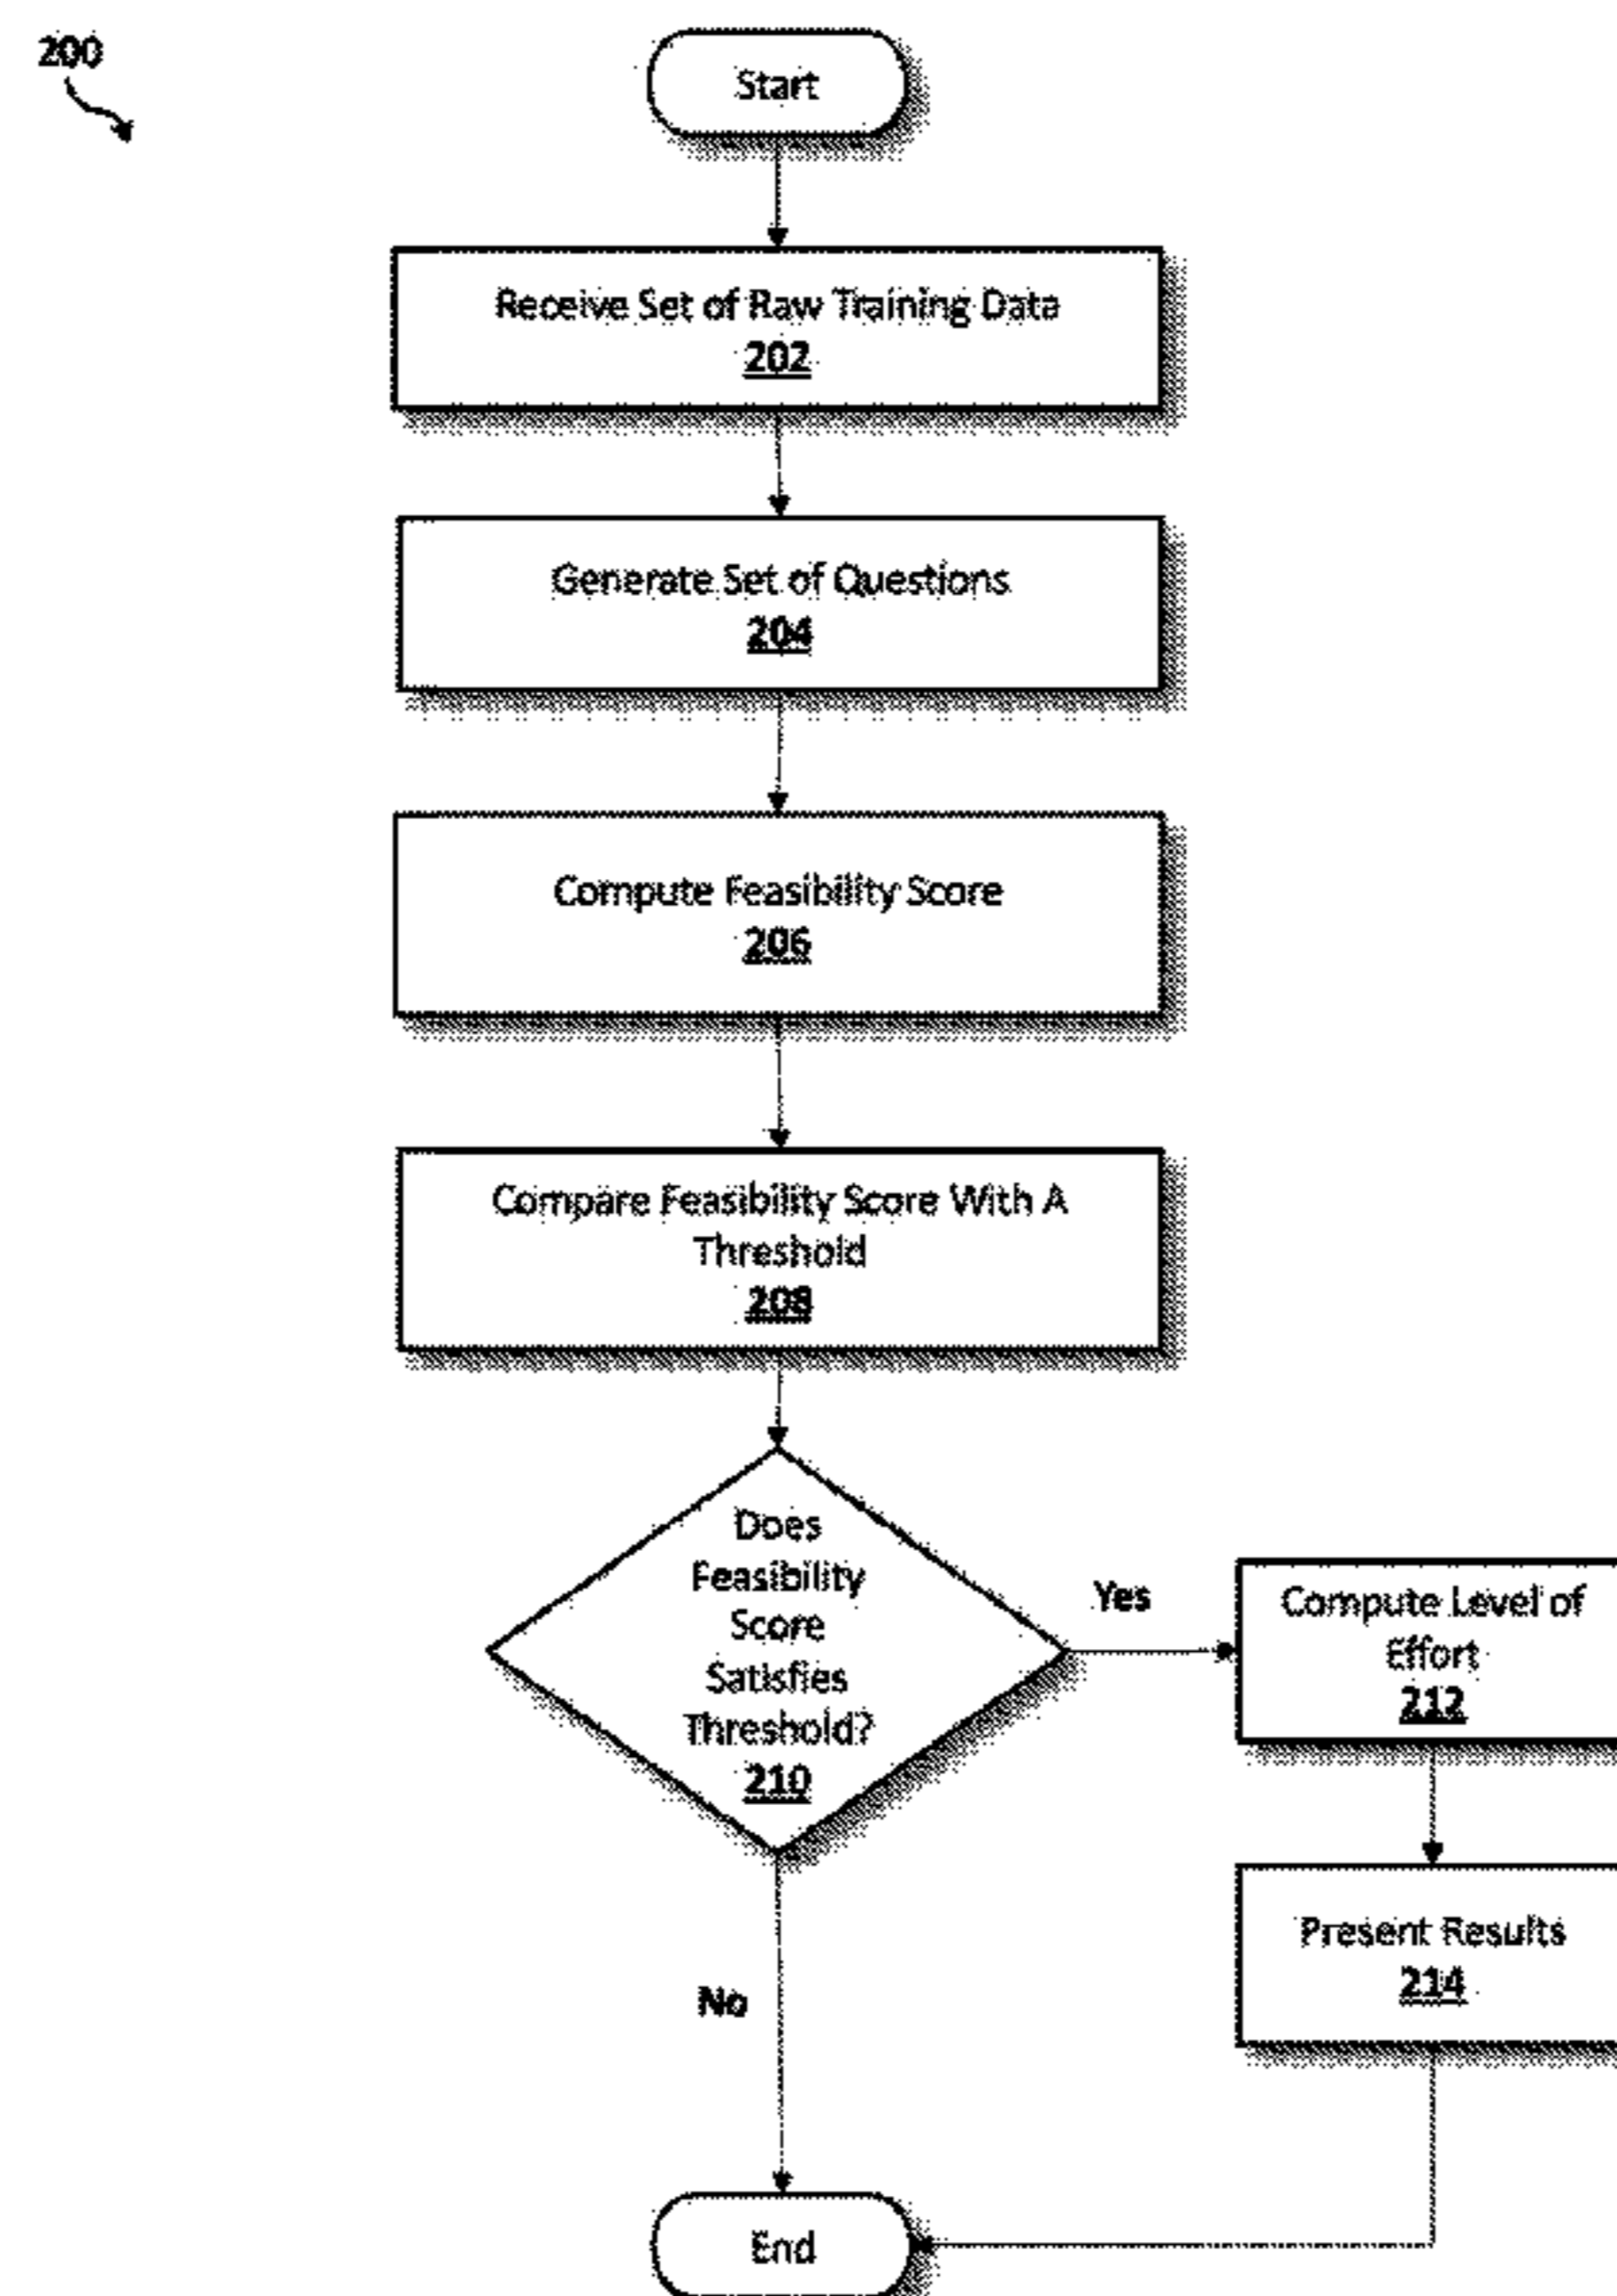 200
Start
Receive Set of Raw Training Data
202
Generate Set of Questions
204
Compute Feasibility Score
206
Compare Feasibility Score With A
Threshold
208
Does
Feasibility
Score
Satisfies
Threshold?
210
Yes
Compute Level of
Effort
212
Present Results
214
No
End